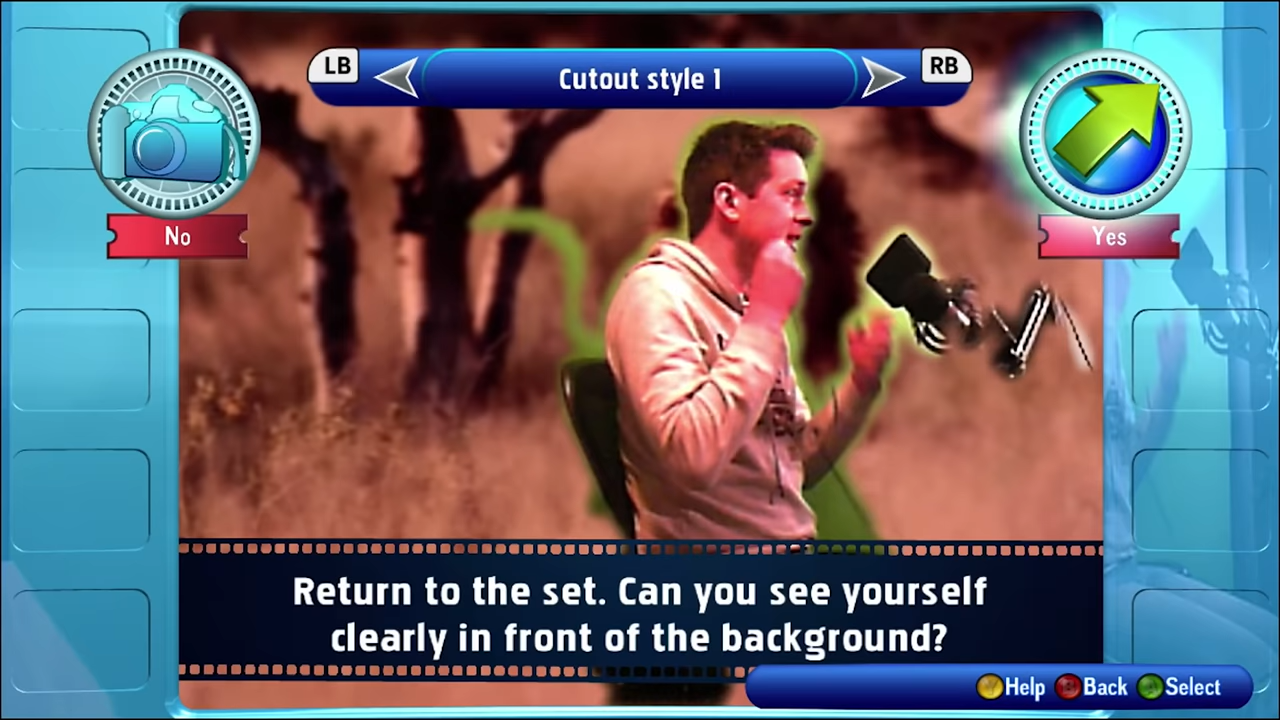 LB
Cutout style 1
RB
No
Yes
Return to the set. Can you see yourself
clearly in front of the background?
Help Back Select